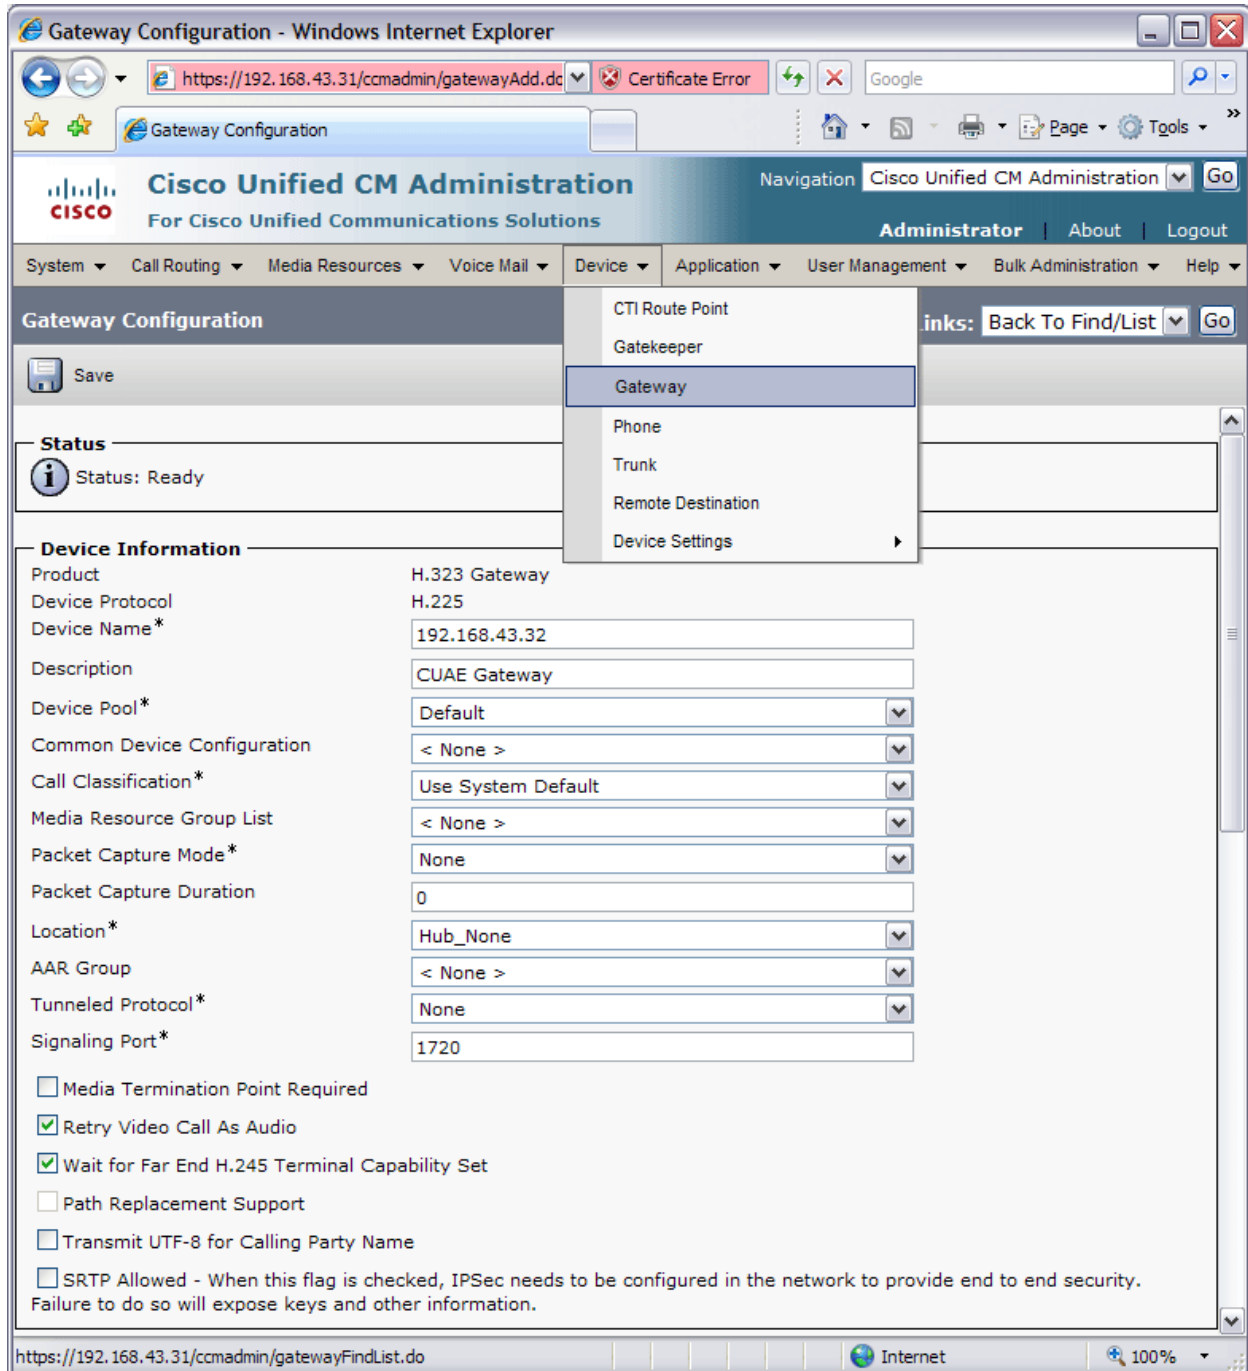 Gateway Configuration - Windows Internet Explorer
https://192.168.43.31/ccmadmin/gatewayAdd.dc Certificate Error Google
Gateway Configuration Page Tools »
CISCO
Cisco Unified CM Administration
For Cisco Unified Communications Solutions
Navigation Cisco Unified CM Administration Go
Administrator | About | Logout
System Call Routing Media Resources Voice Mail Device Application User Management Bulk Administration Help
Gateway Configuration inks: Back To Find/List Go
CTI Route Point
Gatekeeper
Gateway
Phone
Trunk
Remote Destination
Device Settings
Save
Status
i Status: Ready
Device Information
Product H.323 Gateway
Device Protocol H.225
Device Name* 192.168.43.32
Description CUAE Gateway
Device Pool* Default
Common Device Configuration < None >
Call Classification* Use System Default
Media Resource Group List < None >
Packet Capture Mode* None
Packet Capture Duration 0
Location* Hub_None
AAR Group < None >
Tunneled Protocol* None
Signaling Port* 1720
Media Termination Point Required
Retry Video Call As Audio
Wait for Far End H.245 Terminal Capability Set
Path Replacement Support
Transmit UTF-8 for Calling Party Name
SRTP Allowed - When this flag is checked, IPSec needs to be configured in the network to provide end to end security.
Failure to do so will expose keys and other information.
https://192.168.43.31/ccmadmin/gatewayFindList.do Internet 100%